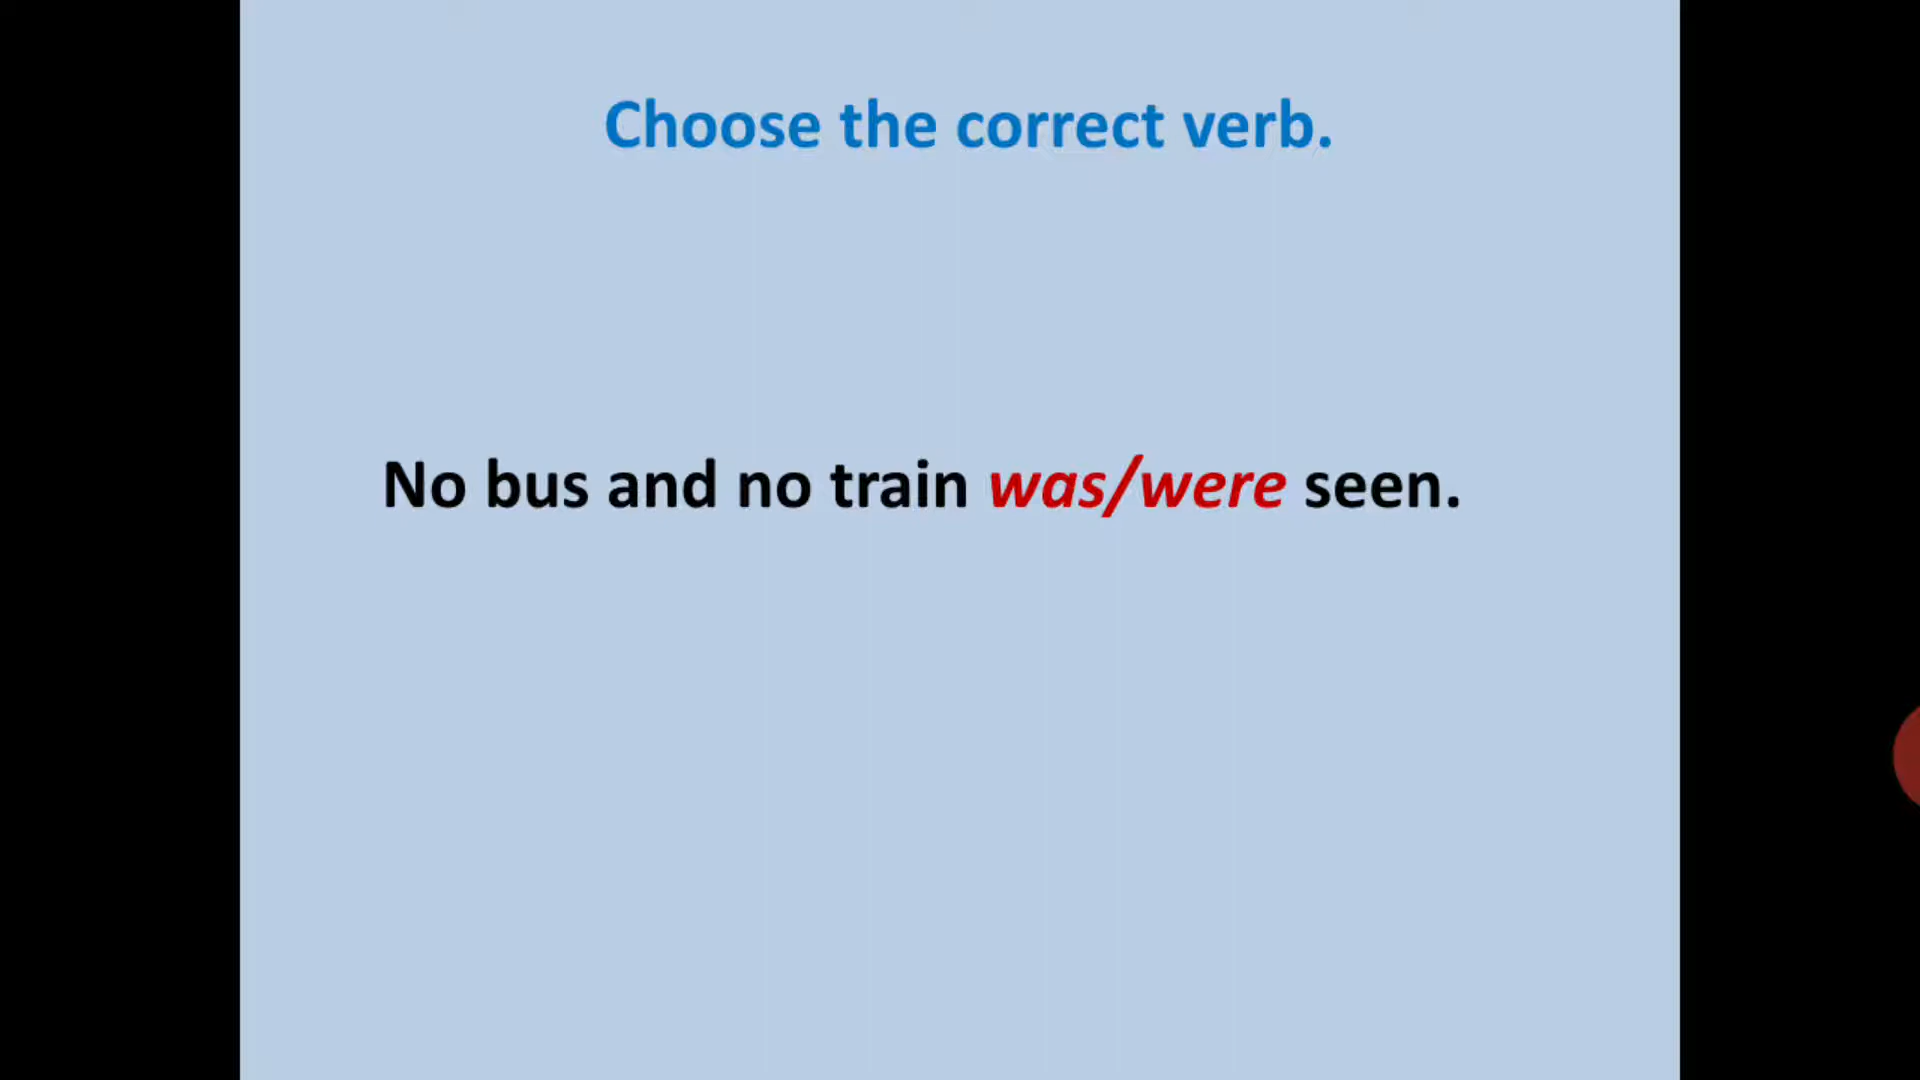 Choose the correct verb.
No bus and no train was/were seen.